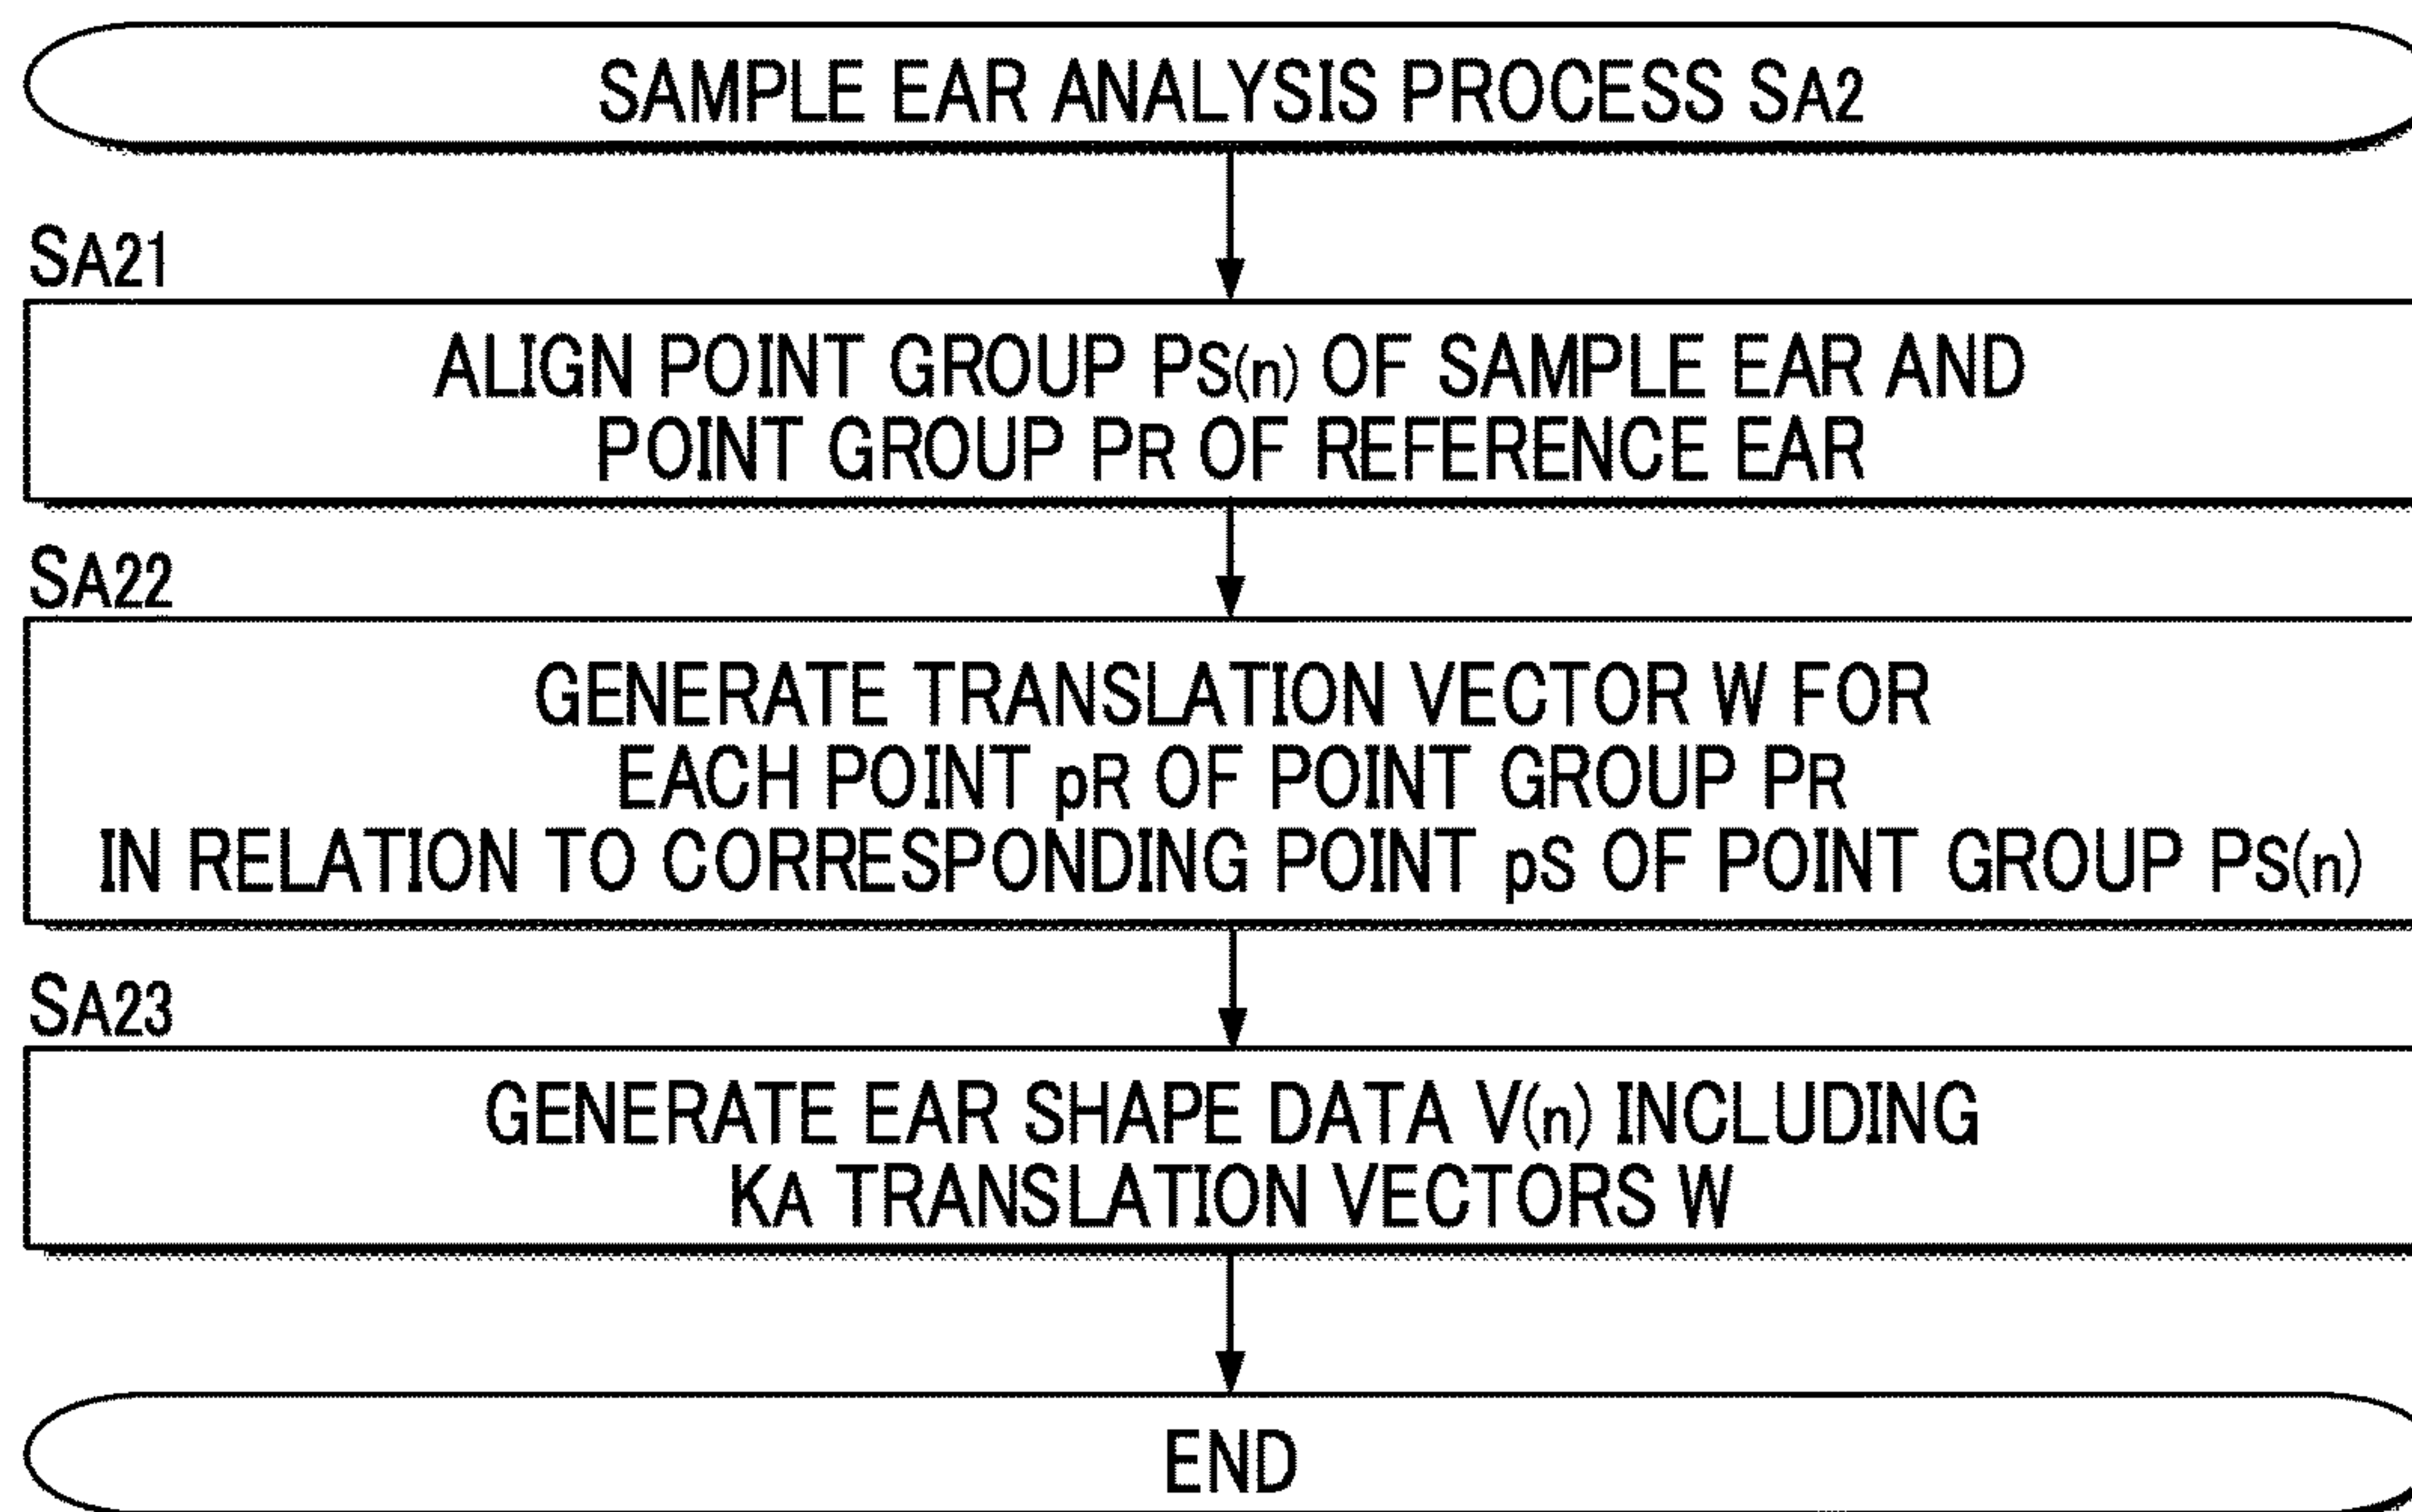 SAMPLE EAR ANALYSIS PROCESS SA2
SA21
ALIGN POINT GROUP PS(n) OF SAMPLE EAR AND
POINT GROUP PR OF REFERENCE EAR
SA22
GENERATE TRANSLATION VECTOR W FOR
EACH POINT pR OF POINT GROUP PR
IN RELATION TO CORRESPONDING POINT pS OF POINT GROUP PS(n)
SA23
GENERATE EAR SHAPE DATA V(n) INCLUDING
KA TRANSLATION VECTORS W
END